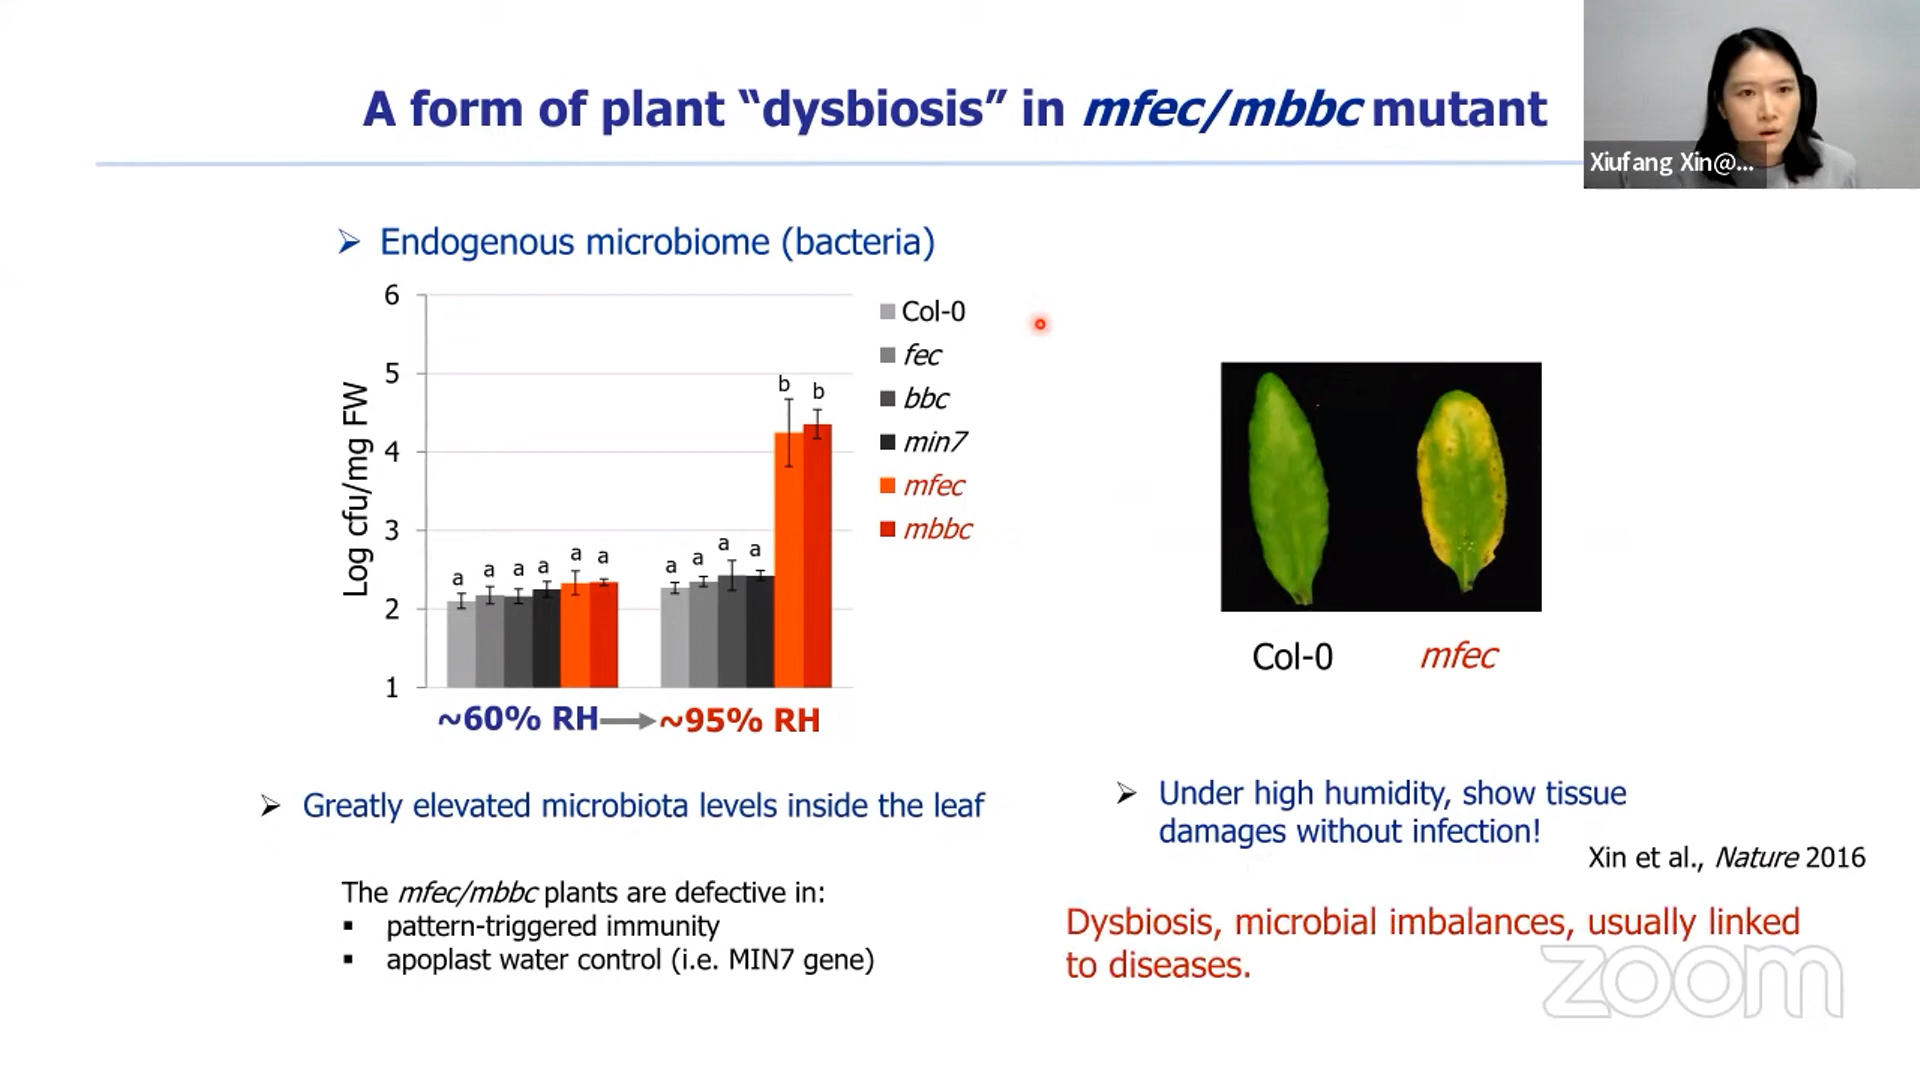 A form of plant “dysbiosis” in mfec/mbbc mutant
Xiufang Xin@...
➢ Endogenous microbiome (bacteria)
Log cfu/mg FW
6
5
4
3
2
1
a a a a a a
a a a a b b
~60% RH
~95% RH
Col-0
fec
bbc
min7
mfec
mbbc
Col-0
mfec
➢ Greatly elevated microbiota levels inside the leaf
The mfec/mbbc plants are defective in:
▪ pattern-triggered immunity
▪ apoplast water control (i.e. MIN7 gene)
➢ Under high humidity, show tissue
damages without infection!
Xin et al., Nature 2016
Dysbiosis, microbial imbalances, usually linked
to diseases.
zoom